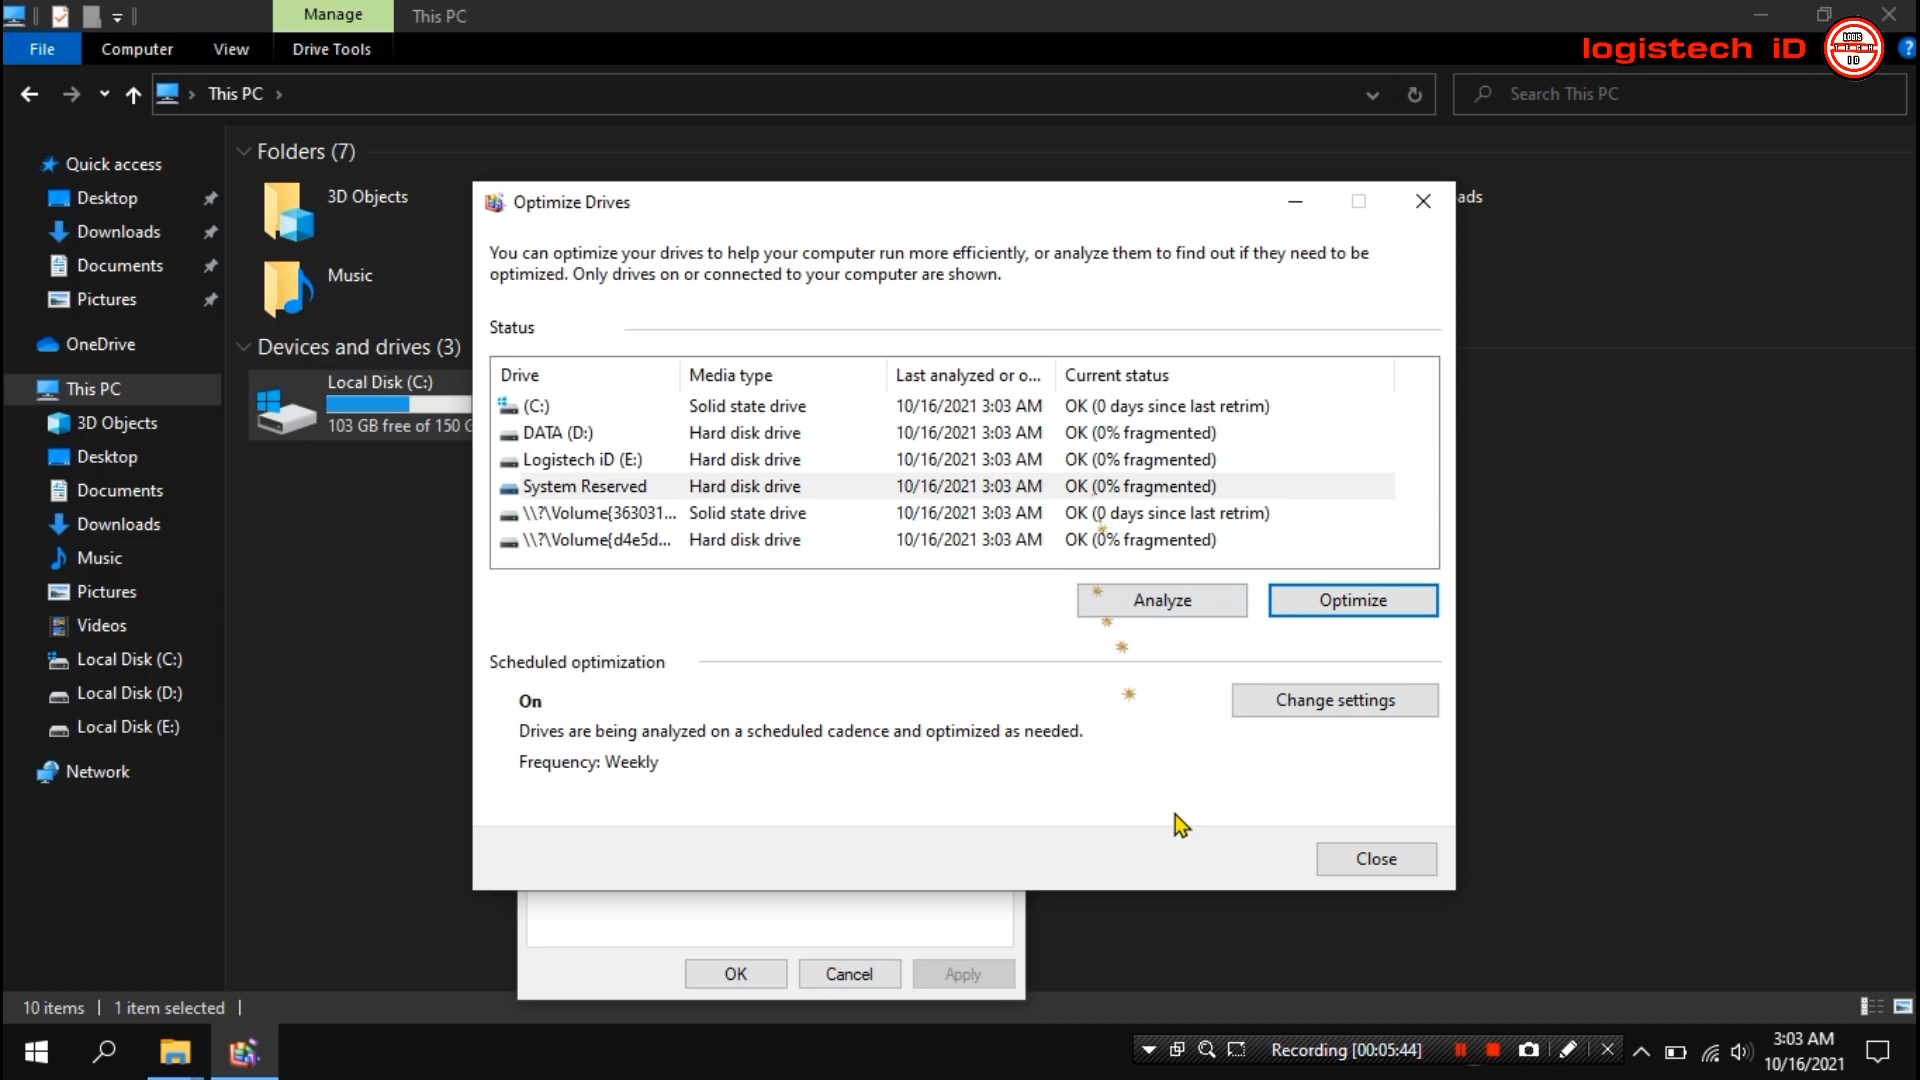 Manage
This PC
File
Computer
View
Drive Tools
logistech iD
LOGIS
TECH
ID
This PC
Search This PC
Quick access
Desktop
Downloads
Documents
Pictures
OneDrive
This PC
3D Objects
Desktop
Documents
Downloads
Music
Pictures
Videos
Local Disk (C:)
Local Disk (D:)
Local Disk (E:)
Network
Folders (7)
3D Objects
Music
ads
Devices and drives (3)
Local Disk (C:)
103 GB free of 150 G
Optimize Drives
You can optimize your drives to help your computer run more efficiently, or analyze them to find out if they need to be
optimized. Only drives on or connected to your computer are shown.
Status
Drive Media type Last analyzed or o... Current status
(C:) Solid state drive 10/16/2021 3:03 AM OK (0 days since last retrim)
DATA (D:) Hard disk drive 10/16/2021 3:03 AM OK (0% fragmented)
Logistech iD (E:) Hard disk drive 10/16/2021 3:03 AM OK (0% fragmented)
System Reserved Hard disk drive 10/16/2021 3:03 AM OK (0% fragmented)
\\?\Volume{363031... Solid state drive 10/16/2021 3:03 AM OK (0 days since last retrim)
\\?\Volume{d4e5d... Hard disk drive 10/16/2021 3:03 AM OK (0% fragmented)
Analyze
Optimize
Scheduled optimization
On
Change settings
Drives are being analyzed on a scheduled cadence and optimized as needed.
Frequency: Weekly
Close
OK
Cancel
Apply
10 items
1 item selected
Recording [00:05:44]
3:03 AM
10/16/2021